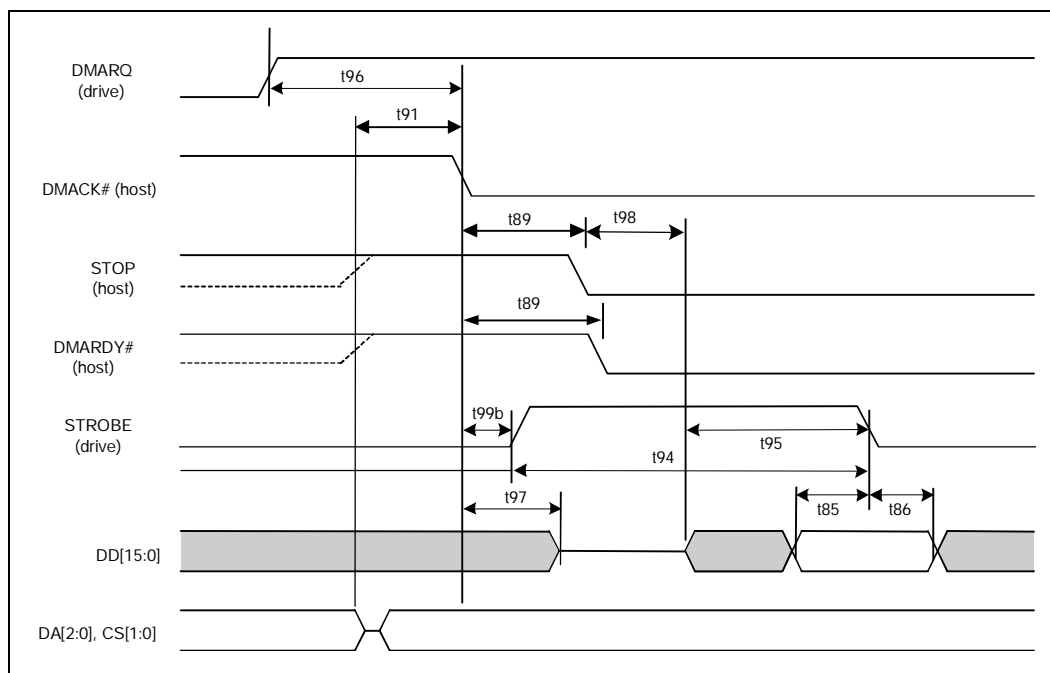 DMARQ
(drive)
t96
t91
DMACK# (host)
t89
t98
STOP
(host)
t89
DMARDY#
(host)
t99b
STROBE
(drive)
t95
t94
t97
t85
t86
DD[15:0]
DA[2:0], CS[1:0]